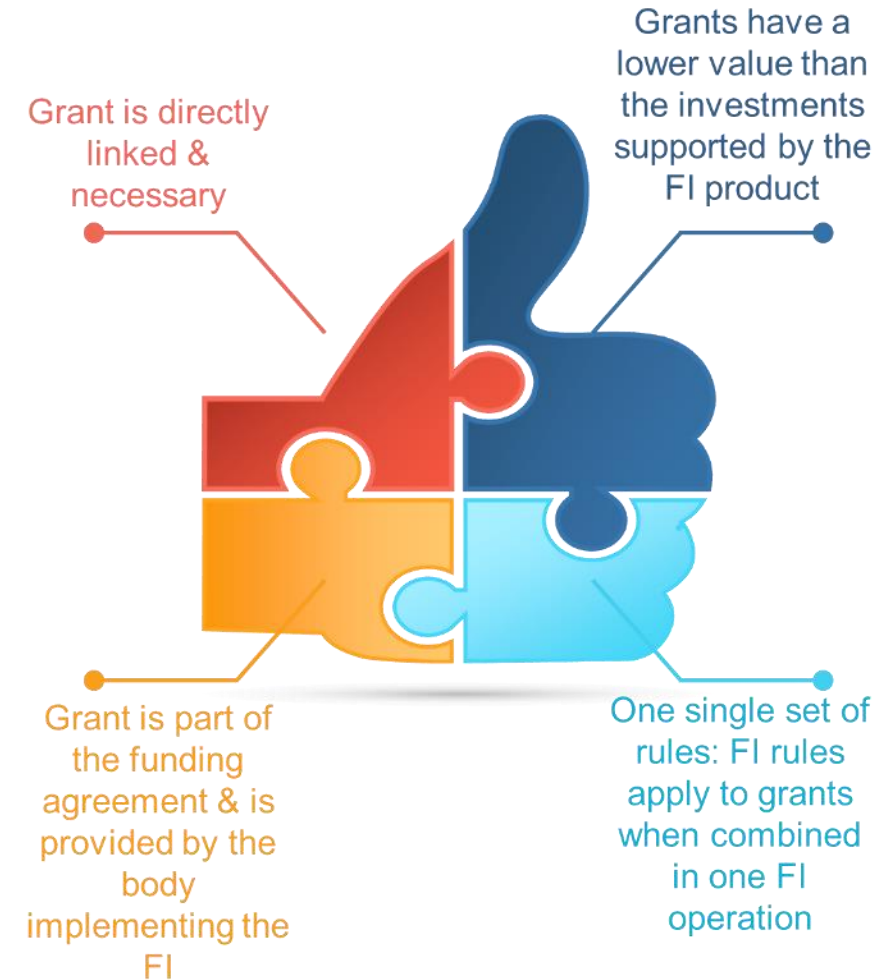 Grant is directly
linked &
necessary
Grants have a
lower value than
the investments
supported by the
FI product
Grant is part of
the funding
agreement & is
provided by the
body
implementing the
FI
One single set of
rules: FI rules
apply to grants
when combined
in one FI
operation